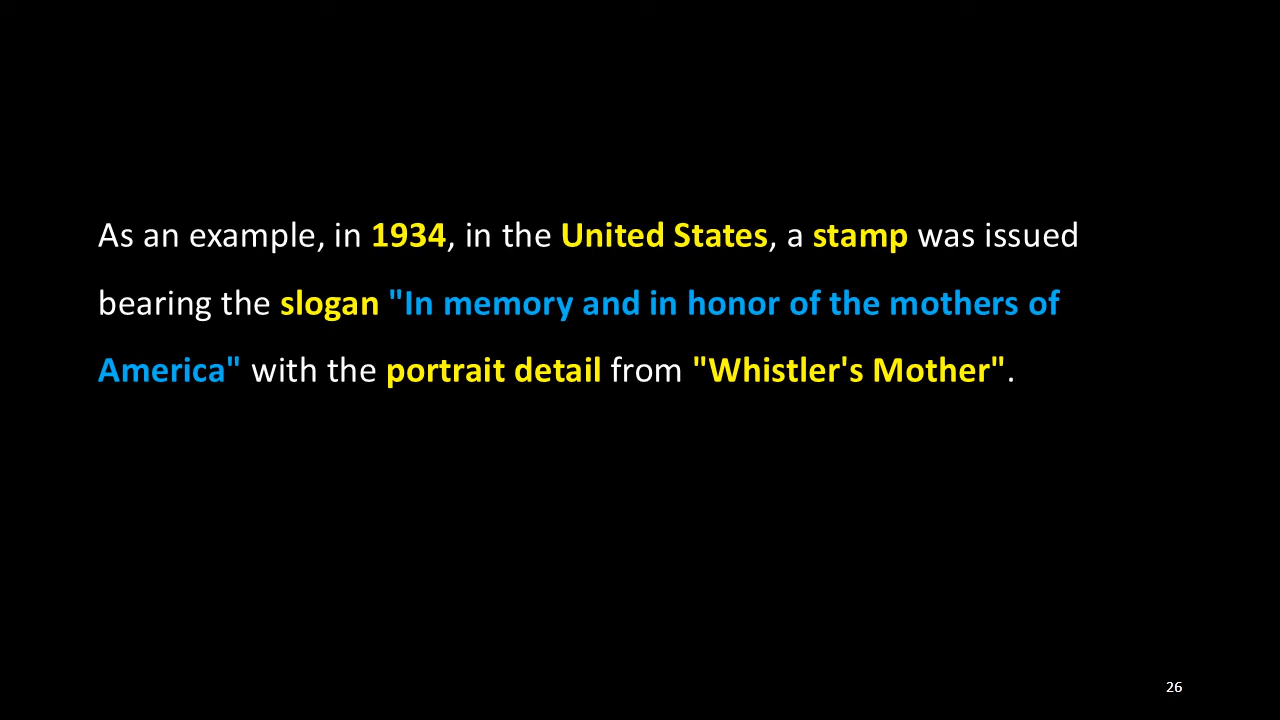 As an example, in 1934, in the United States, a stamp was issued
bearing the slogan "In memory and in honor of the mothers of
America" with the portrait detail from "Whistler's Mother".
26